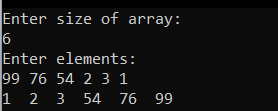 Enter size of array:
6
Enter elements:
99 76 54 2 3 1
1  2  3  54  76  99